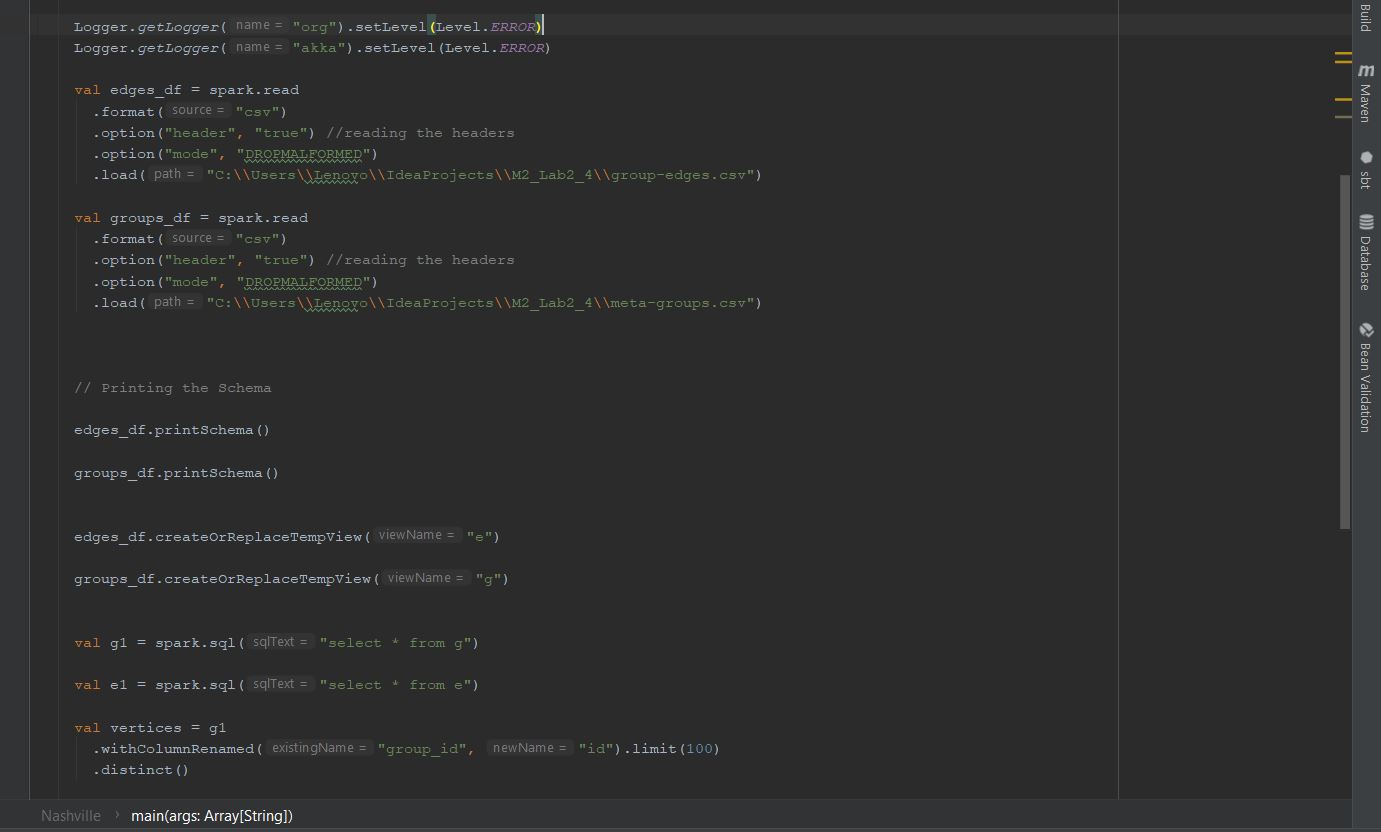 Logger.getLogger( name = "org").setLevel(Level.ERROR)
Logger.getLogger( name = "akka").setLevel(Level.ERROR)
val edges_df = spark.read
.format( source = "csv")
.option("header", "true") //reading the headers
.option("mode", "DROPMALFORMED")
.load( path = "C:\\Users\\Lenovo\\IdeaProjects\\M2_Lab2_4\\group-edges.csv")
val groups_df = spark.read
.format( source = "csv")
.option("header", "true") //reading the headers
.option("mode", "DROPMALFORMED")
.load( path = "C:\\Users\\Lenovo\\IdeaProjects\\M2_Lab2_4\\meta-groups.csv")
// Printing the Schema
edges_df.printSchema()
groups_df.printSchema()
edges_df.createOrReplaceTempView( viewName = "e")
groups_df.createOrReplaceTempView( viewName = "g")
val g1 = spark.sql( sqlText = "select * from g")
val e1 = spark.sql( sqlText = "select * from e")
val vertices = g1
.withColumnRenamed( existingName = "group_id", newName = "id").limit(100)
.distinct()
Nashville › main(args: Array[String])
Build
m Maven
sbt
Database
Bean Validation